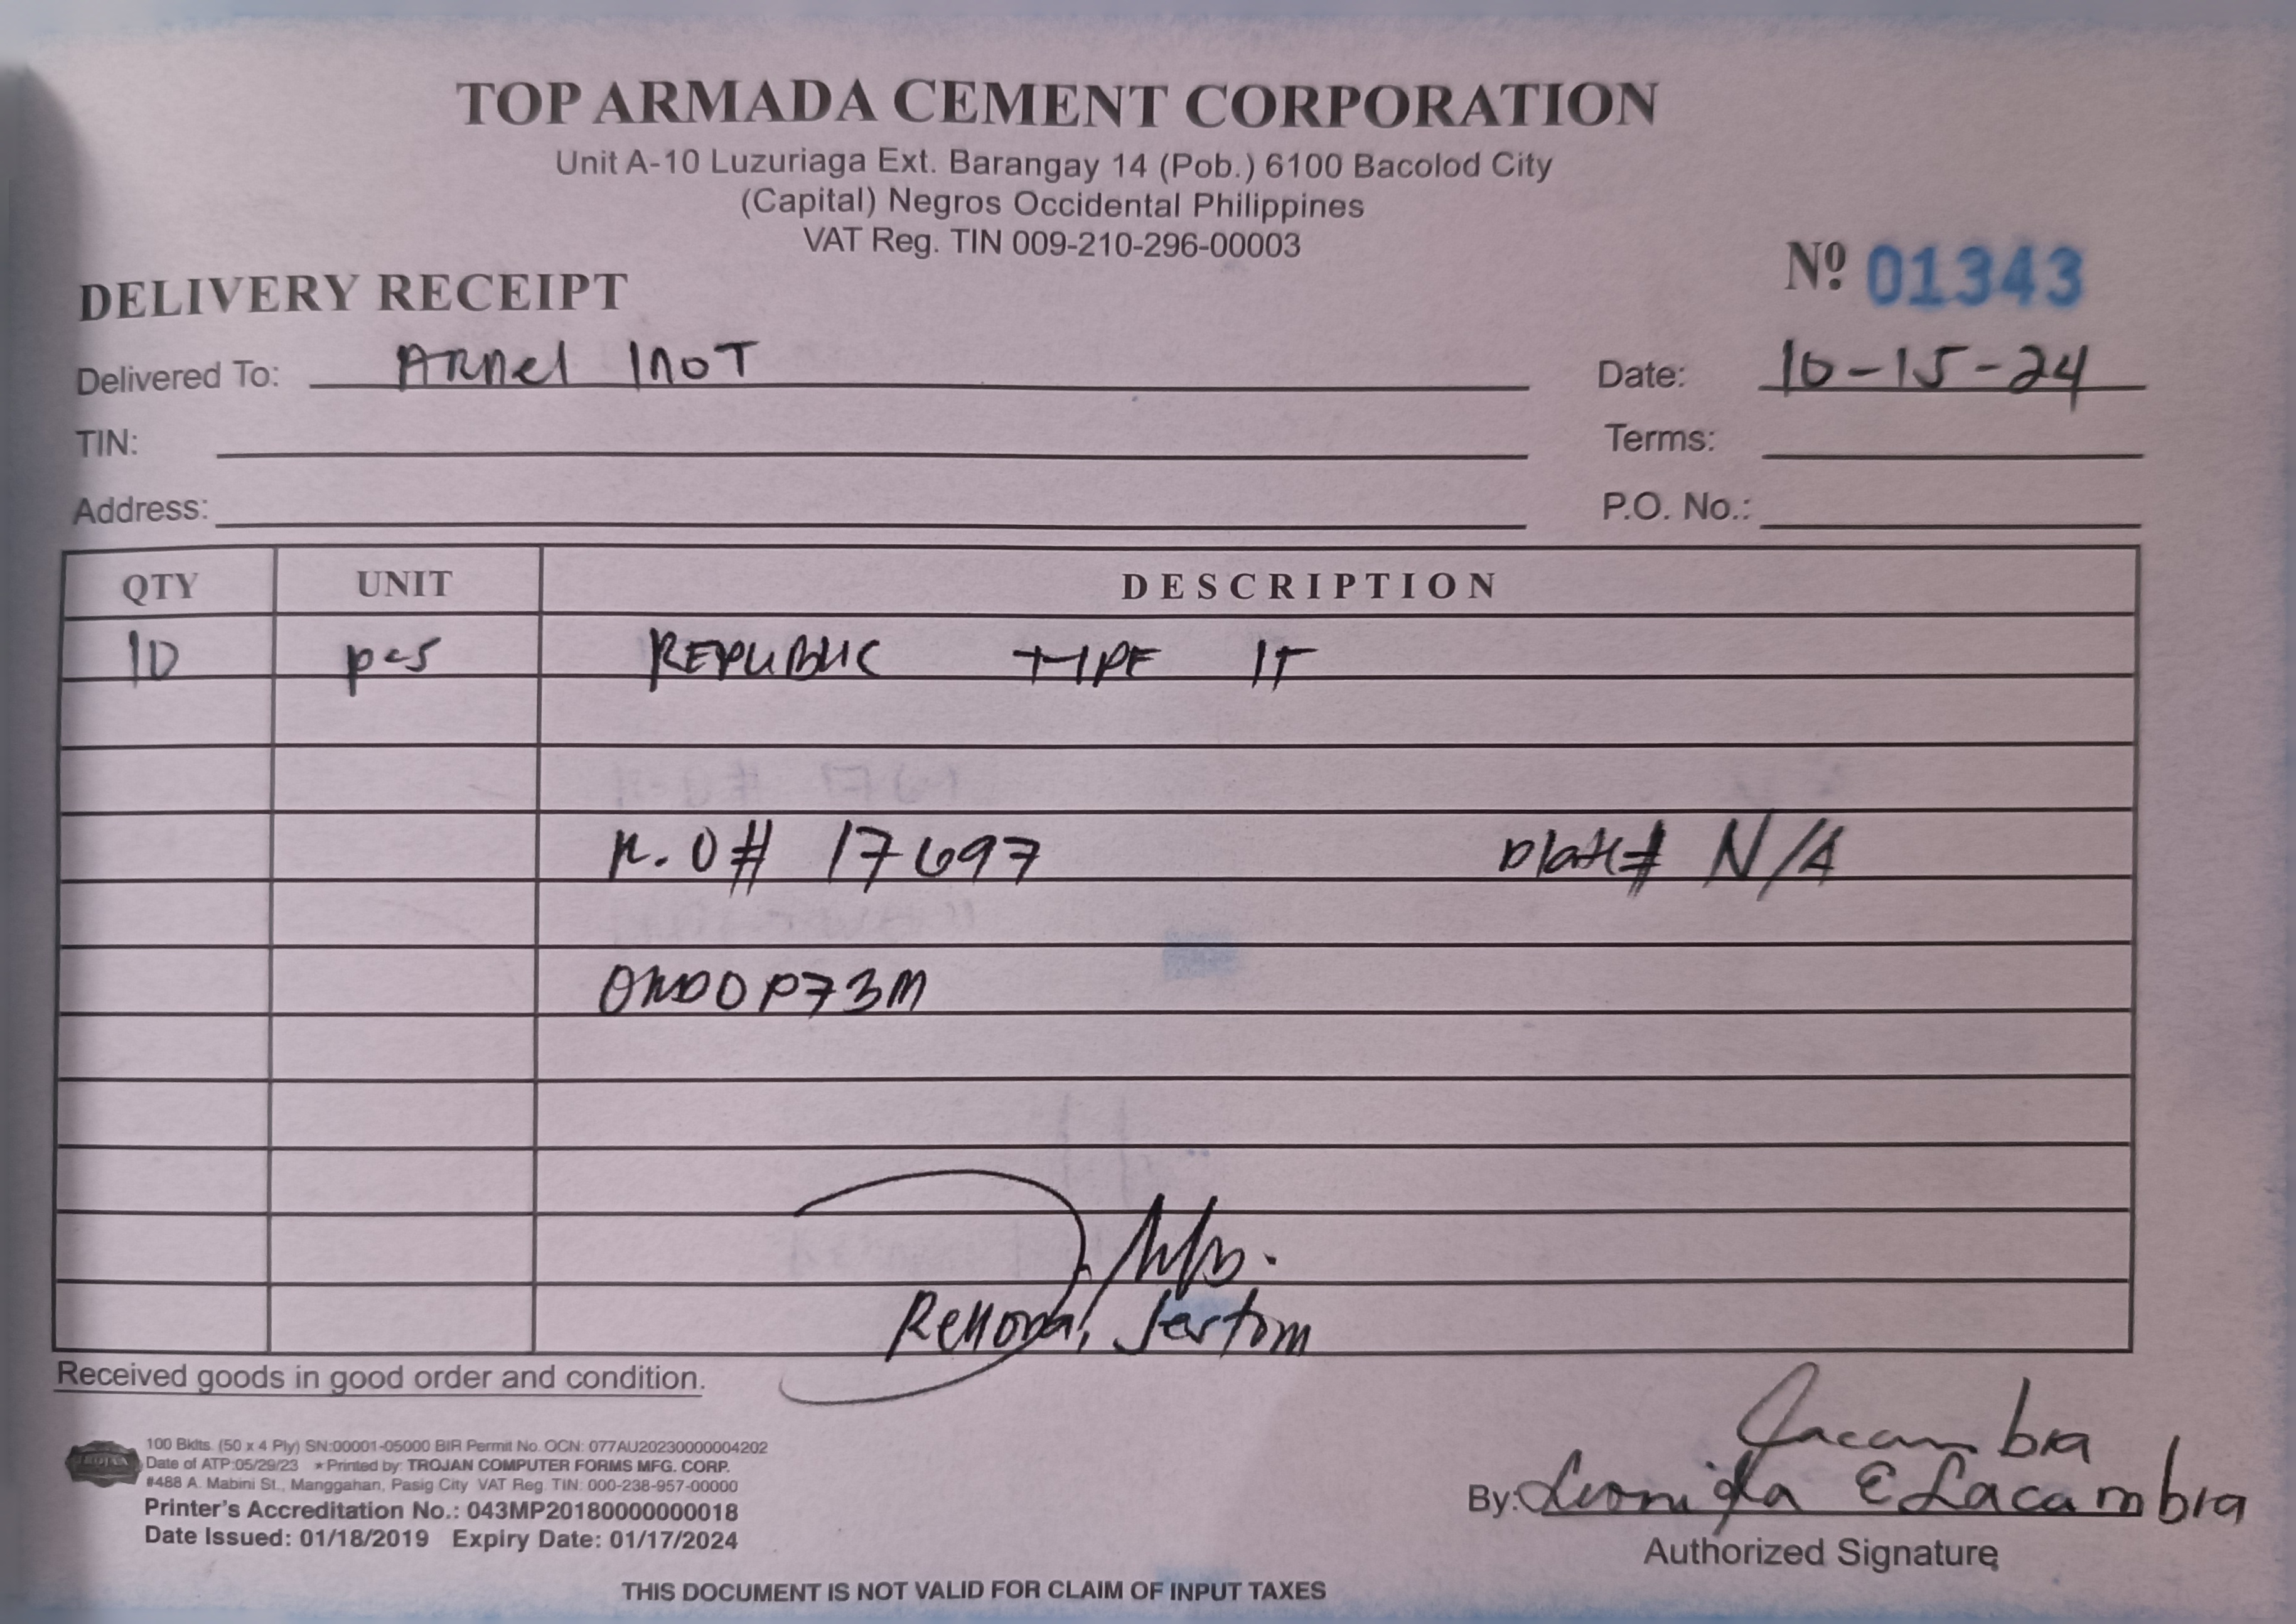 TOP ARMADA CEMENT CORPORATION
Unit A-10 Luzuriaga Ext. Barangay 14 (Pob.) 6100 Bacolod City
(Capital) Negros Occidental Philippines
VAT Reg. TIN 009-210-296-00003
Nº 01343
DELIVERY RECEIPT
Delivered To: Arnel Inot Date: 10-15-24
TIN: Terms:
Address: P.O. No.:
QTY UNIT DESCRIPTION
10 pcs REPUBLIC TYPE 1T
O# 17697 plate# N/A
Jertom
Received goods in good order and condition.
Lacambra
By: Leonida E Lacambra
Authorized Signature
TROJAN
100 Bklts. (50 x 4 Ply) SN:00001-05000 BIR Permit No. OCN: 077AU20230000004202
Date of ATP:05/29/23 ★Printed by: TROJAN COMPUTER FORMS MFG. CORP.
#488 A. Mabini St., Manggahan, Pasig City VAT Reg. TIN: 000-238-957-00000
Printer's Accreditation No.: 043MP20180000000018
Date Issued: 01/18/2019 Expiry Date: 01/17/2024
THIS DOCUMENT IS NOT VALID FOR CLAIM OF INPUT TAXES